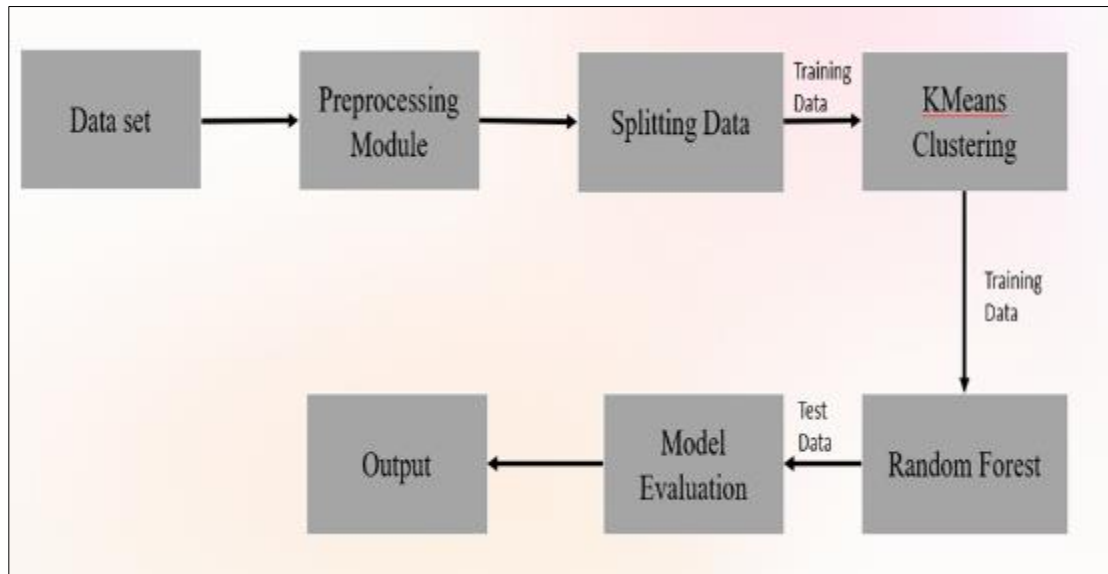 Data set
Preprocessing
Module
Splitting Data
Training
Data
KMeans
Clustering
Training
Data
Random Forest
Test
Data
Model
Evaluation
Output